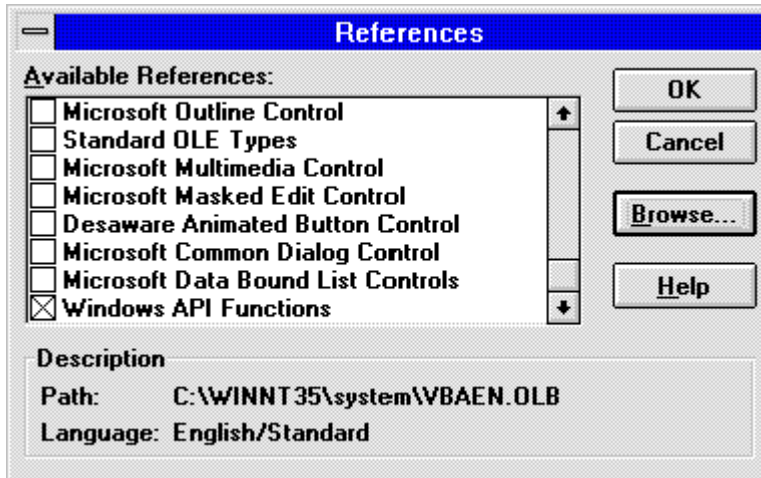 References
Available References:
Microsoft Outline Control
Standard OLE Types
Microsoft Multimedia Control
Microsoft Masked Edit Control
Desaware Animated Button Control
Microsoft Common Dialog Control
Microsoft Data Bound List Controls
Windows API Functions
OK
Cancel
Browse...
Help
Description
Path: C:\WINNT35\system\VBAEN.OLB
Language: English/Standard